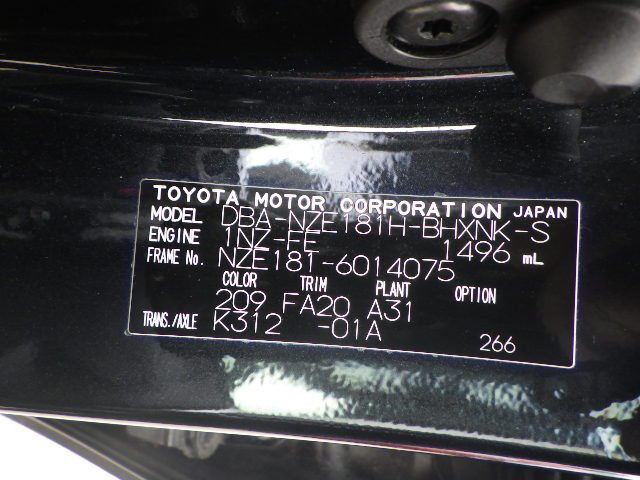 TOYOTA MOTOR CORPORATION JAPAN
MODEL DBA-NZE181H-BHXNK-S
ENGINE 1NZ-FE 1496 mL
FRAME No. NZE181-6014075
COLOR TRIM PLANT OPTION
209 FA20 A31
TRANS./AXLE K312 -01A
266